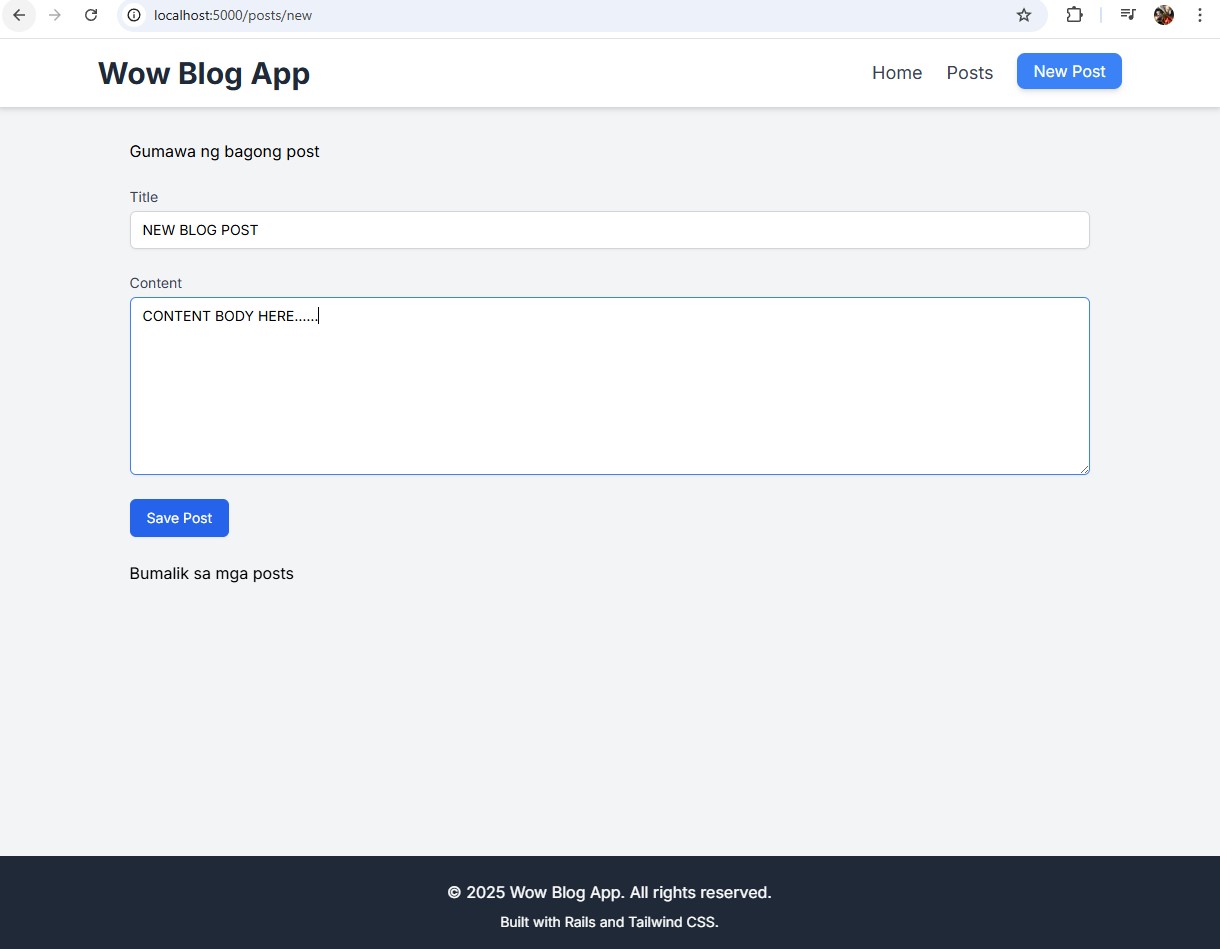 localhost:5000/posts/new
Wow Blog App
Home Posts New Post
Gumawa ng bagong post
Title
NEW BLOG POST
Content
CONTENT BODY HERE......
Save Post
Bumalik sa mga posts
© 2025 Wow Blog App. All rights reserved.
Built with Rails and Tailwind CSS.